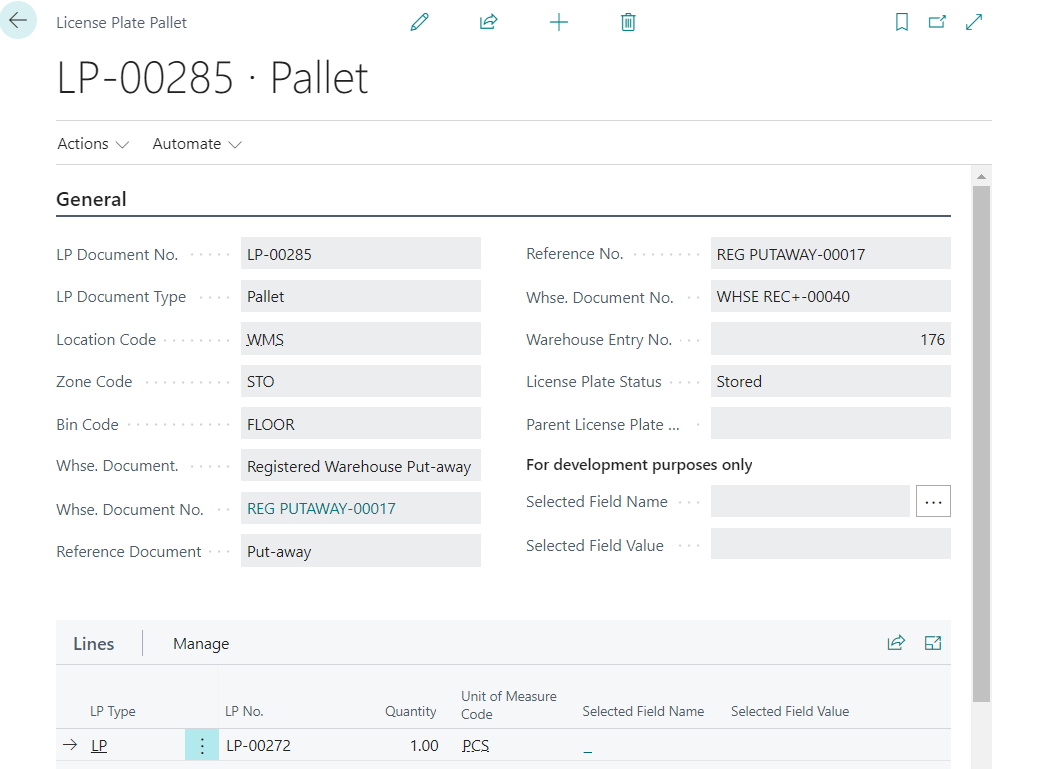 License Plate Pallet
LP-00285 · Pallet
Actions
Automate
General
LP Document No.
LP-00285
LP Document Type
Pallet
Location Code
WMS
Zone Code
STO
Bin Code
FLOOR
Whse. Document.
Registered Warehouse Put-away
Whse. Document No.
REG PUTAWAY-00017
Reference Document
Put-away
Reference No.
REG PUTAWAY-00017
Whse. Document No.
WHSE REC+-00040
Warehouse Entry No.
176
License Plate Status
Stored
Parent License Plate ...
For development purposes only
Selected Field Name
...
Selected Field Value
Lines
Manage
LP Type
LP No.
Quantity
Unit of Measure
Code
Selected Field Name
Selected Field Value
LP
LP-00272
1.00
PCS
_